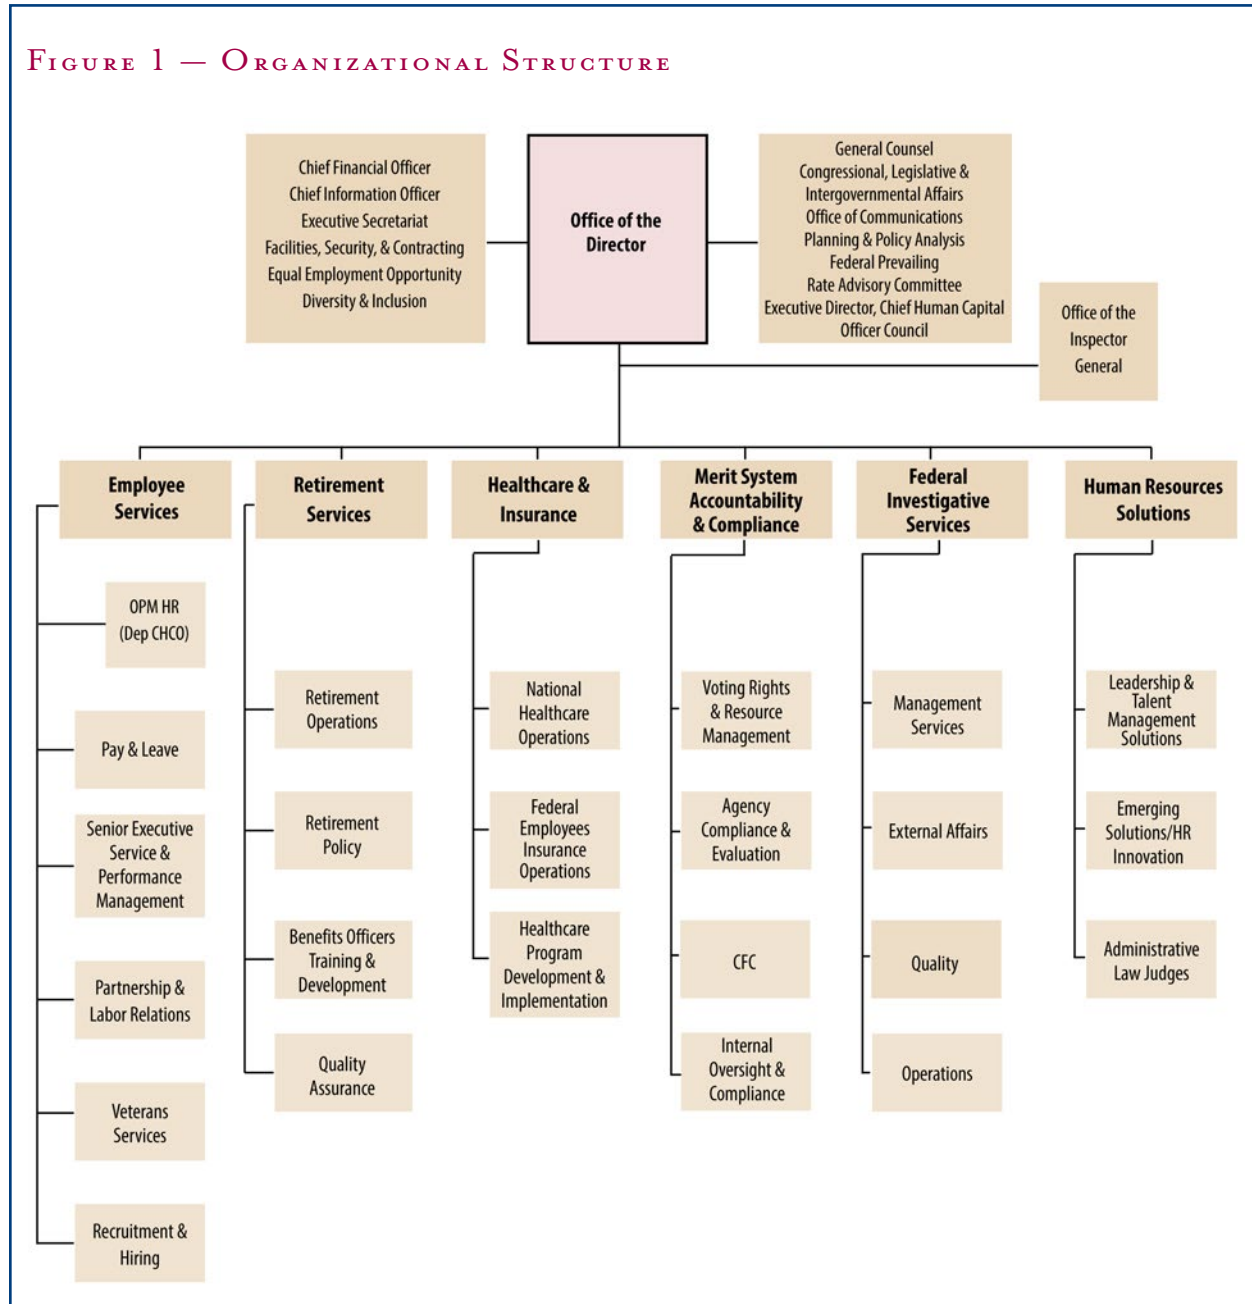 Figure 1 — Organizational Structure
Chief Financial Officer
Chief Information Officer
Executive Secretariat
Facilities, Security, & Contracting
Equal Employment Opportunity
Diversity & Inclusion
Office of the
Director
General Counsel
Congressional, Legislative &
Intergovernmental Affairs
Office of Communications
Planning & Policy Analysis
Federal Prevailing
Rate Advisory Committee
Executive Director, Chief Human Capital
Officer Council
Office of the
Inspector
General
Employee
Services
OPM HR
(Dep CHCO)
Pay & Leave
Senior Executive
Service &
Performance
Management
Partnership &
Labor Relations
Veterans
Services
Recruitment &
Hiring
Retirement
Services
Retirement
Operations
Retirement
Policy
Benefits Officers
Training &
Development
Quality
Assurance
Healthcare &
Insurance
National
Healthcare
Operations
Federal
Employees
Insurance
Operations
Healthcare
Program
Development &
Implementation
Merit System
Accountability
& Compliance
Voting Rights
& Resource
Management
Agency
Compliance &
Evaluation
CFC
Internal
Oversight &
Compliance
Federal
Investigative
Services
Management
Services
External Affairs
Quality
Operations
Human Resources
Solutions
Leadership &
Talent
Management
Solutions
Emerging
Solutions/HR
Innovation
Administrative
Law Judges